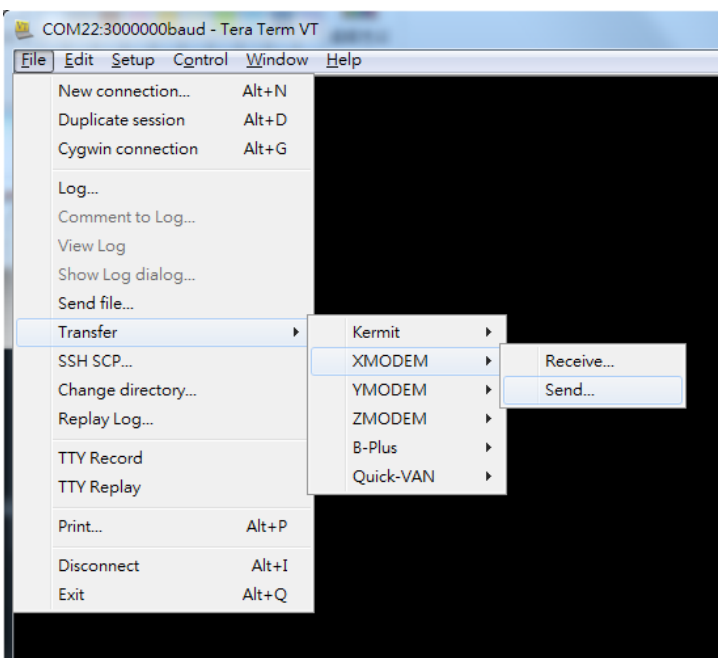 COM22:3000000baud - Tera Term VT
File Edit Setup Control Window Help
New connection... Alt+N
Duplicate session Alt+D
Cygwin connection Alt+G
Log...
Comment to Log...
View Log
Show Log dialog...
Send file...
Transfer
SSH SCP...
Change directory...
Replay Log...
TTY Record
TTY Replay
Print... Alt+P
Disconnect Alt+I
Exit Alt+Q
Kermit
XMODEM
YMODEM
ZMODEM
B-Plus
Quick-VAN
Receive...
Send...